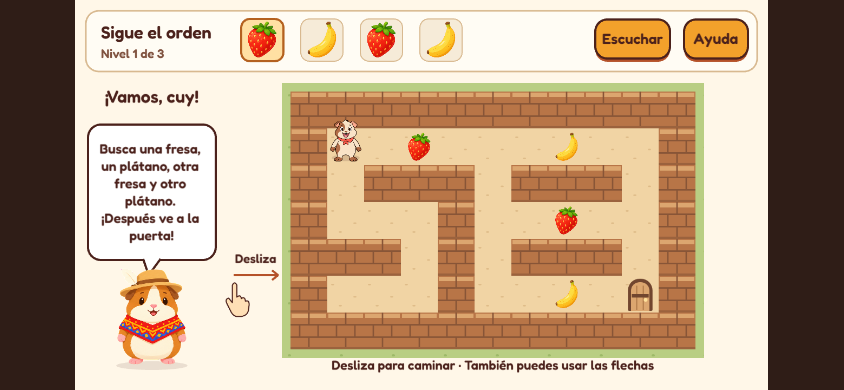 Sigue el orden
Nivel 1 de 3
Escuchar
Ayuda
¡Vamos, cuy!
Busca una fresa,
un plátano, otra
fresa y otro
plátano.
¡Después ve a la
puerta!
Desliza
Desliza para caminar · También puedes usar las flechas